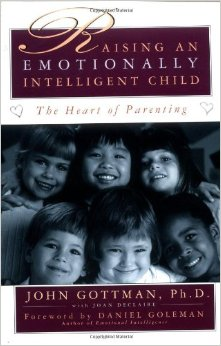 RAISING AN
EMOTIONALLY
INTELLIGENT CHILD
The Heart of Parenting
JOHN GOTTMAN, Ph.D.
with JOAN DECLAIRE
Foreword by DANIEL GOLEMAN
Author of Emotional Intelligence